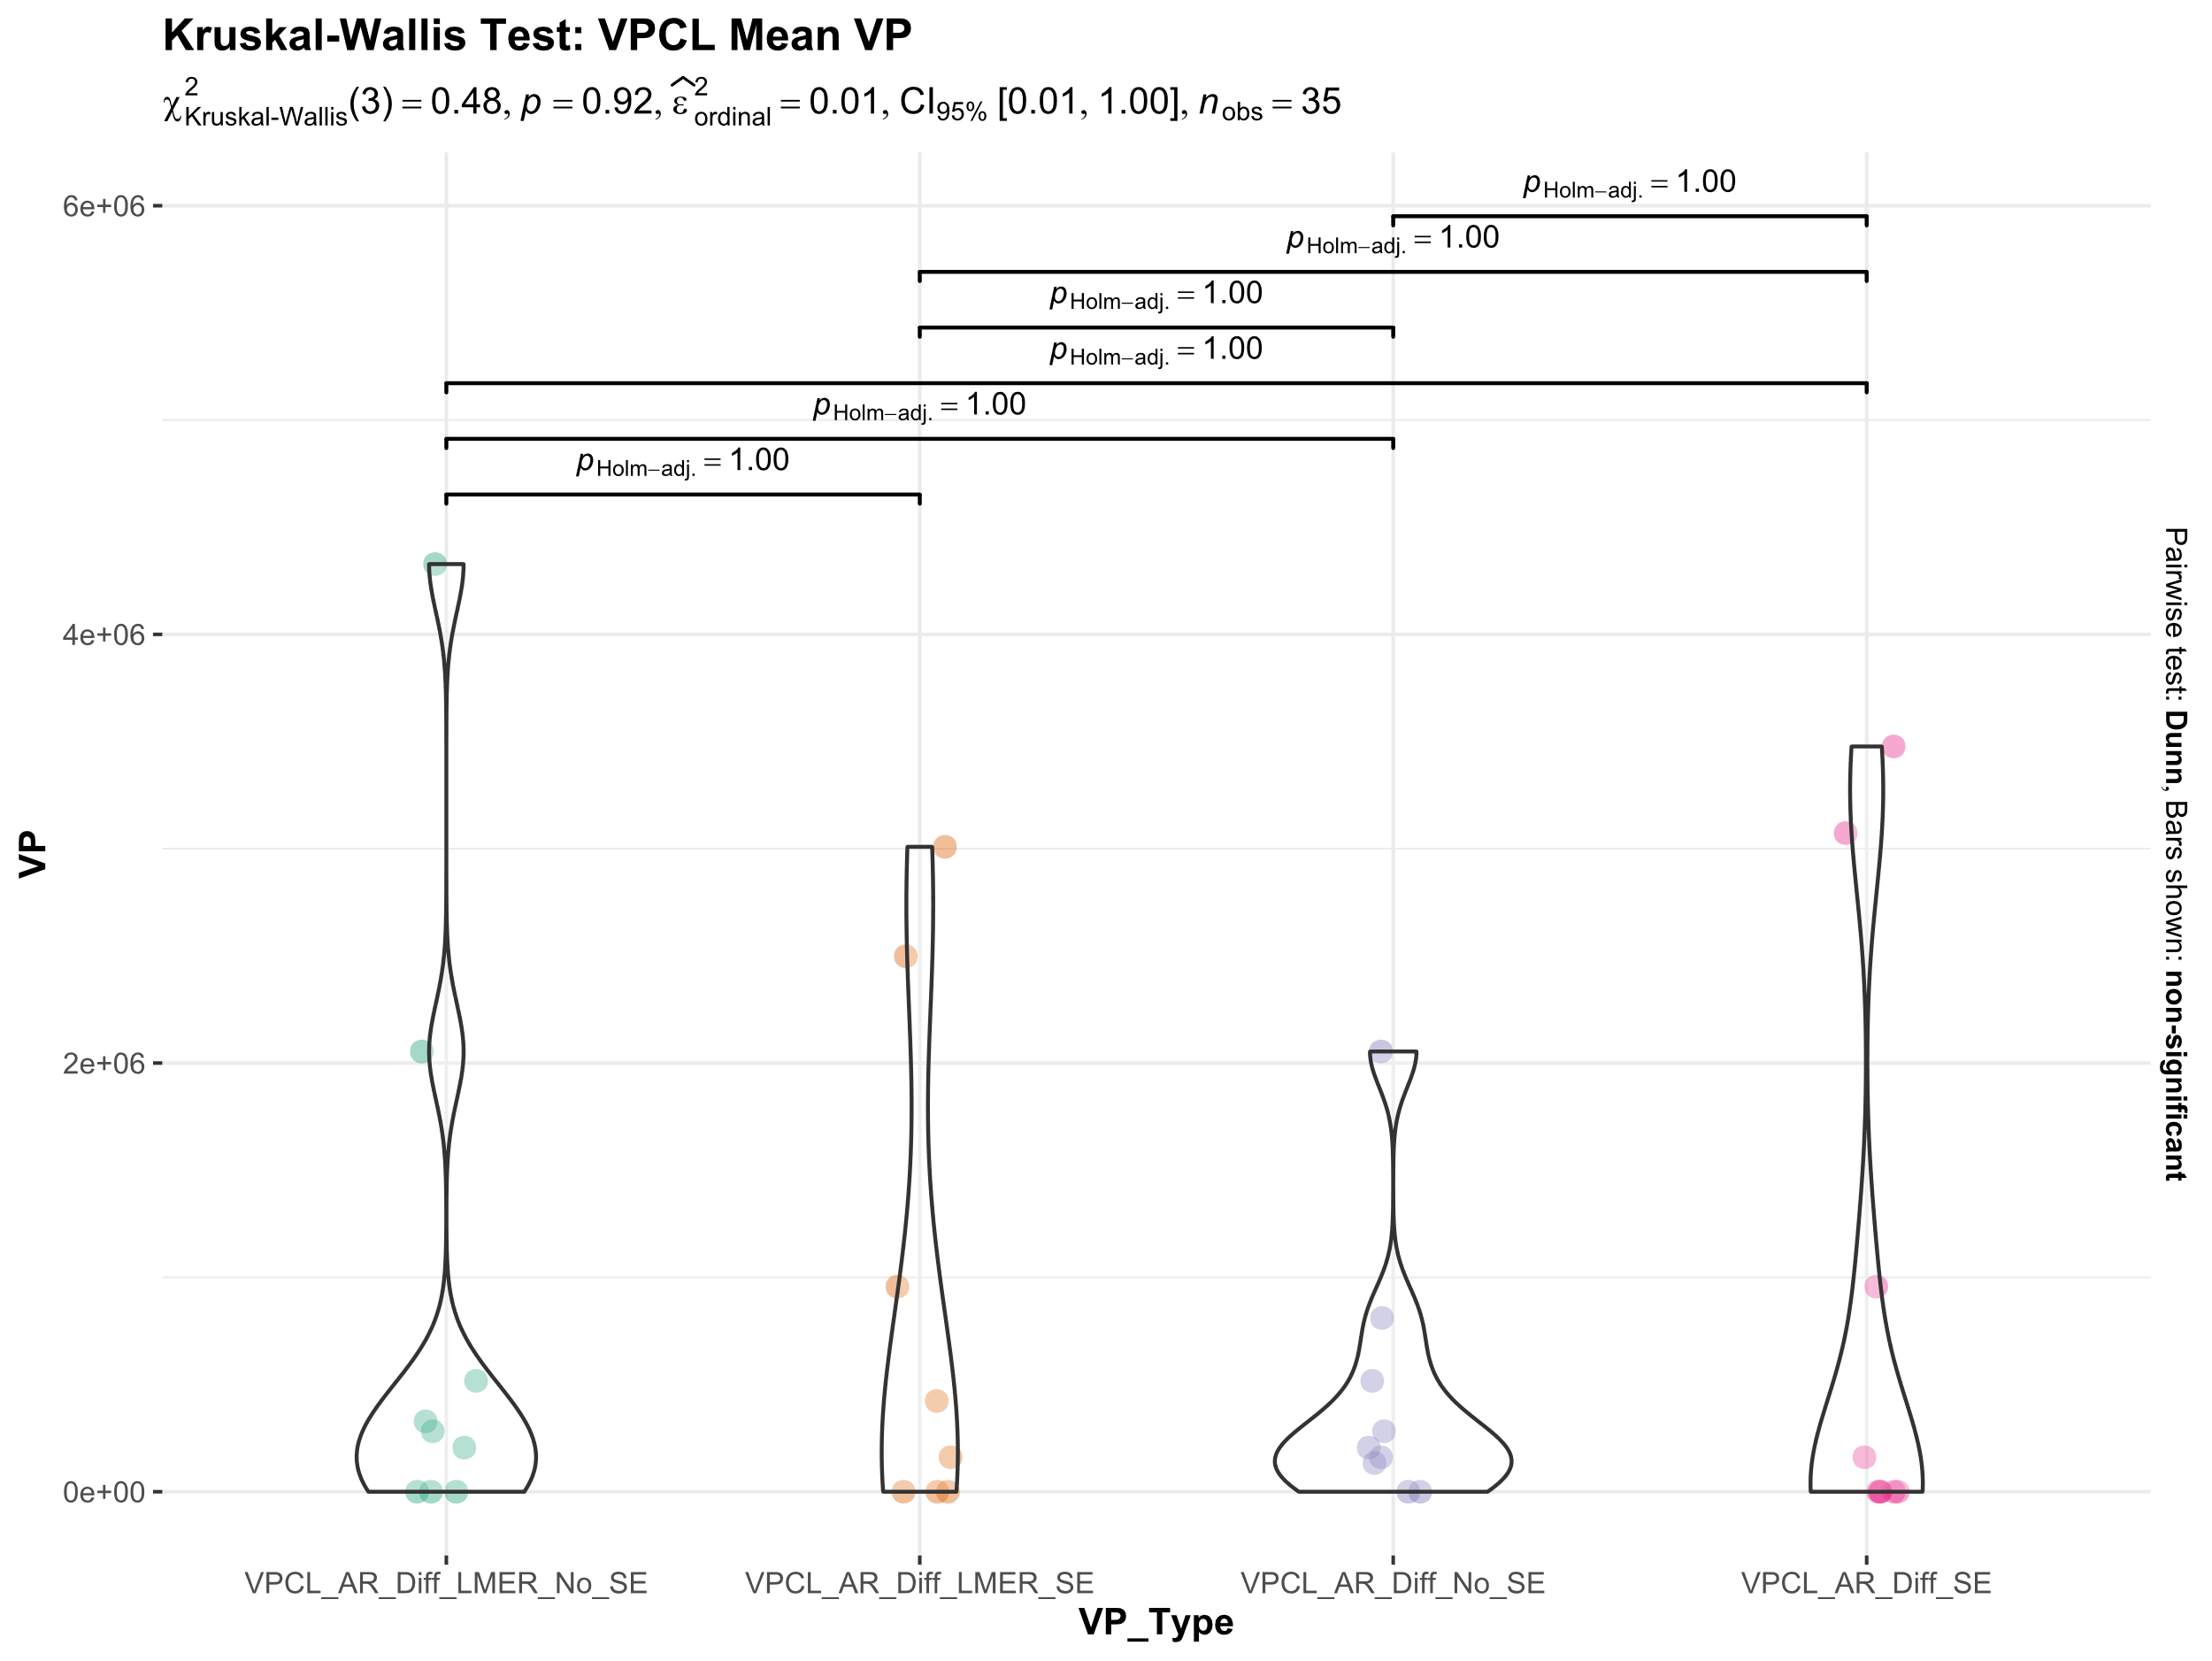 Kruskal-Wallis Test: VPCL Mean VP
χ²Kruskal-Wallis(3) = 0.48, p = 0.92, ε̂²ordinal = 0.01, CI95% [0.01, 1.00], nobs = 35
pHolm−adj. = 1.00
pHolm−adj. = 1.00
pHolm−adj. = 1.00
pHolm−adj. = 1.00
pHolm−adj. = 1.00
pHolm−adj. = 1.00
6e+06
4e+06
2e+06
0e+00
VP
VPCL_AR_Diff_LMER_No_SE
VPCL_AR_Diff_LMER_SE
VPCL_AR_Diff_No_SE
VPCL_AR_Diff_SE
VP_Type
Pairwise test: Dunn, Bars shown: non-significant